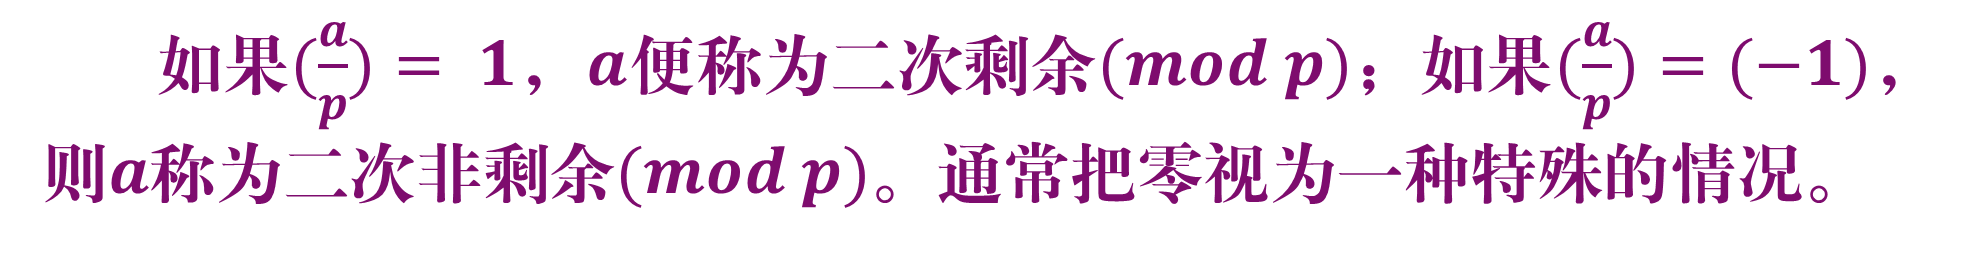 如果(a/p) = 1，a便称为二次剩余(mod p)；如果(a/p) = (−1)，
则a称为二次非剩余(mod p)。通常把零视为一种特殊的情况。